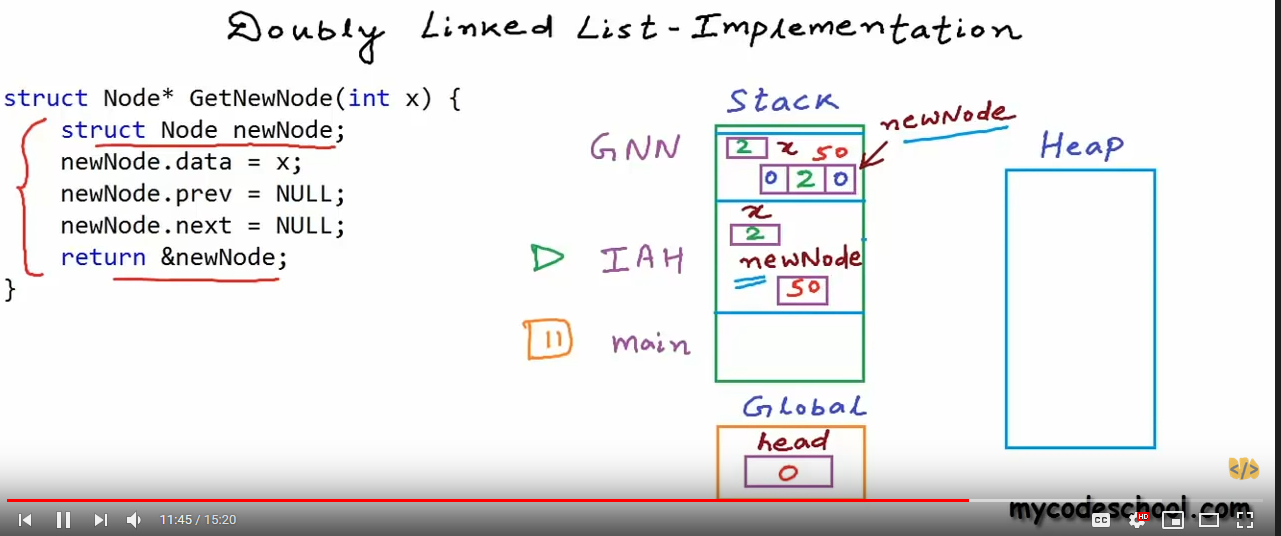 Doubly Linked List - Implementation
struct Node* GetNewNode(int x) {
struct Node newNode;
newNode.data = x;
newNode.prev = NULL;
newNode.next = NULL;
return &newNode;
}
Stack
newNode
GNN
2 x 50
0 2 0
x
2
IAH
newNode
50
main
Global
head
0
Heap
</>
mycodeschool.com
11:45 / 15:20
CC
HD